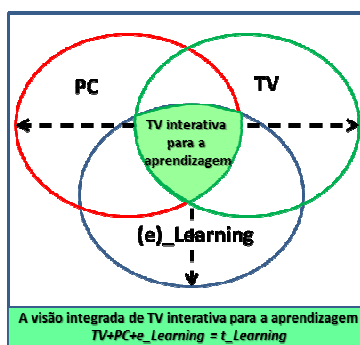 PC
TV
TV interativa
para a
aprendizagem
(e)_Learning
A visão integrada de TV interativa para a aprendizagem
TV+PC+e_Learning = t_Learning